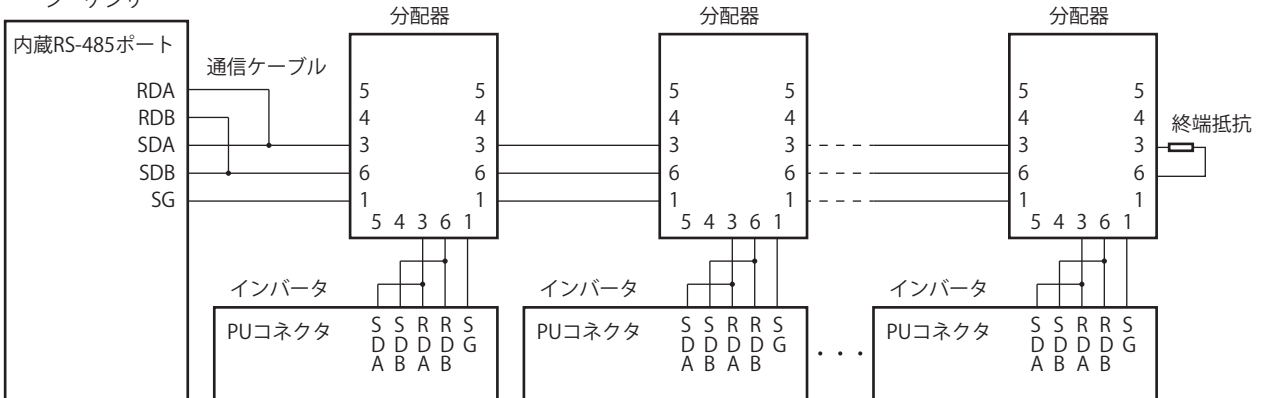 分配器 分配器 分配器
内蔵RS-485ポート
通信ケーブル
RDA
RDB
SDA
SDB
SG
5 5 5 5 5 5
4 4 4 4 4 4
3 3 3 3 3 3
6 6 6 6 6 6
1 1 1 1 1 1
終端抵抗
5 4 3 6 1 5 4 3 6 1 5 4 3 6 1
インバータ インバータ インバータ
PUコネクタ SDA SDB RDA RDB SG
PUコネクタ SDA SDB RDA RDB SG
・・・
PUコネクタ SDA SDB RDA RDB SG